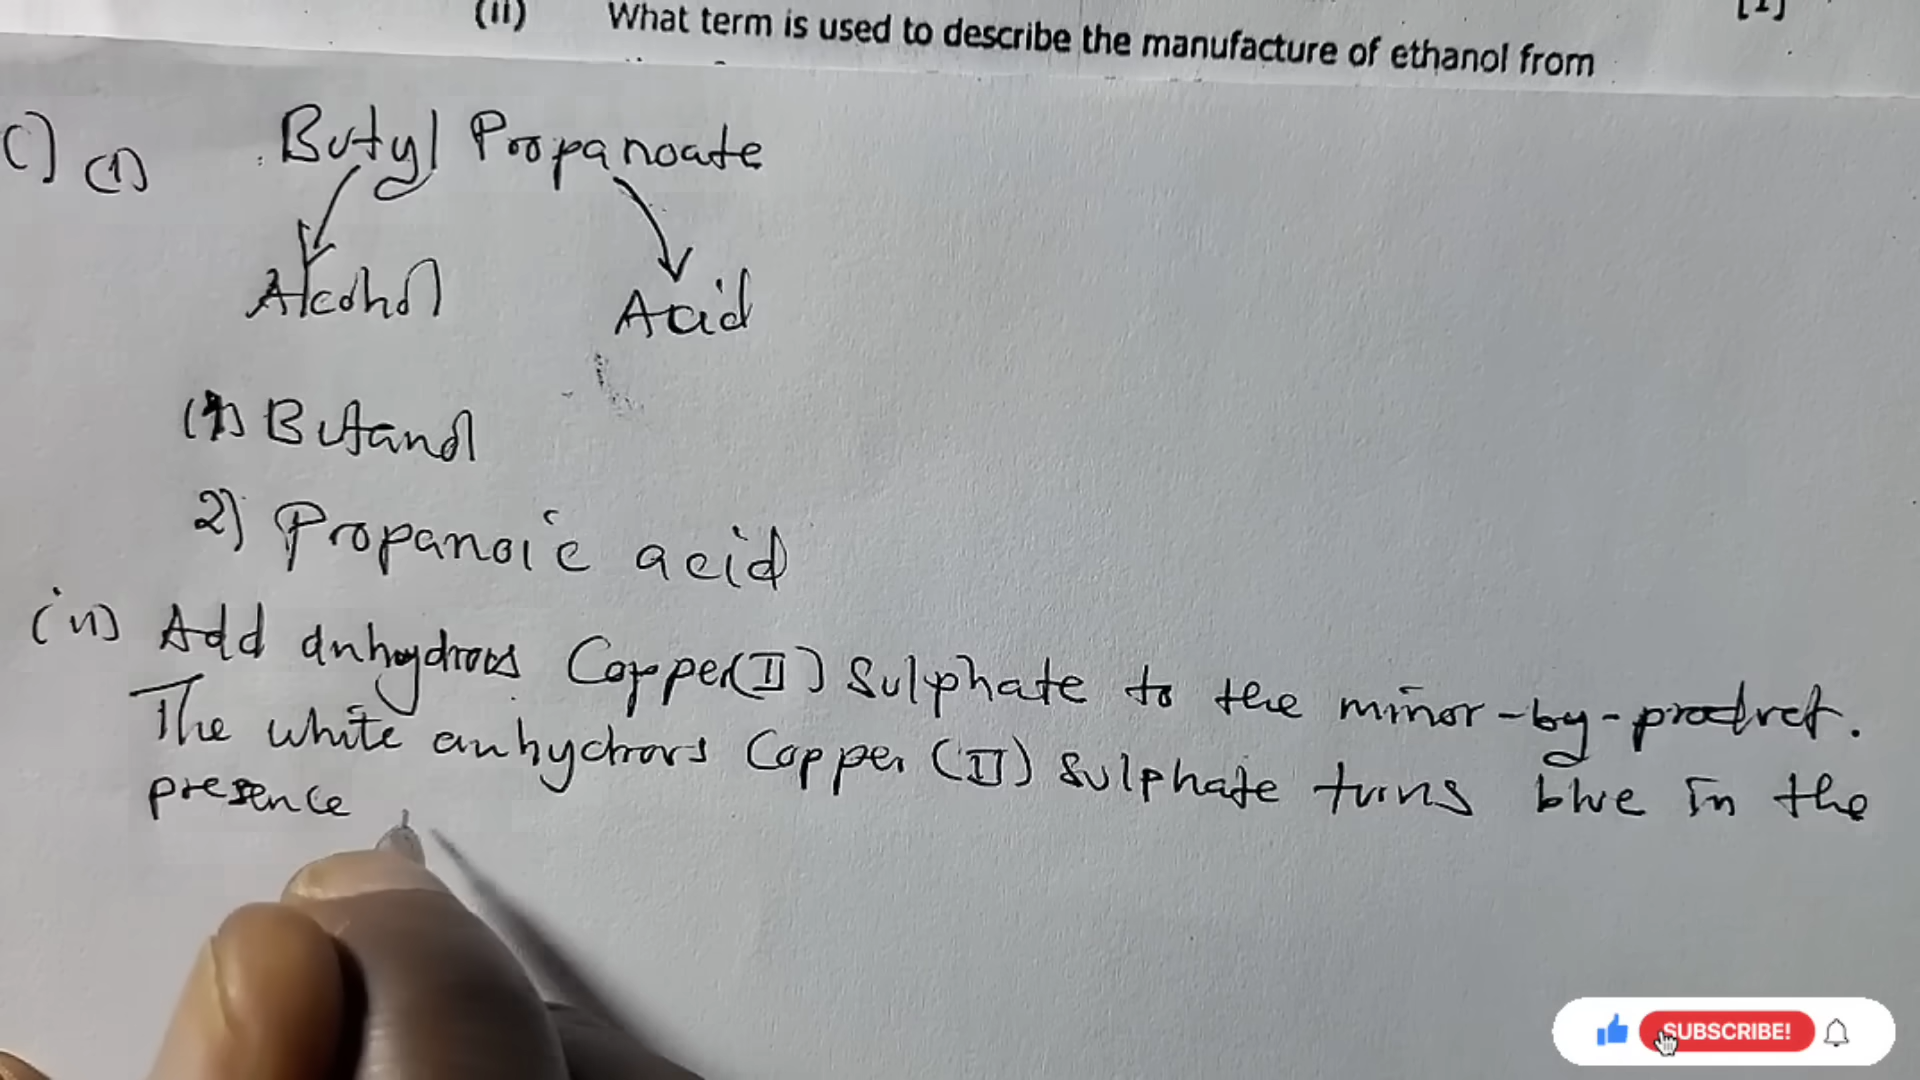 (ii) What term is used to describe the manufacture of ethanol from
C) (1) Butyl Propanoate
Alcohol Acid
(1) Butanol
2) Propanoic acid
(ii) Add anhydrous Copper(II) Sulphate to the minor-by-product.
The white anhydrous Copper (II) Sulphate turns blue in the
presence
SUBSCRIBE!